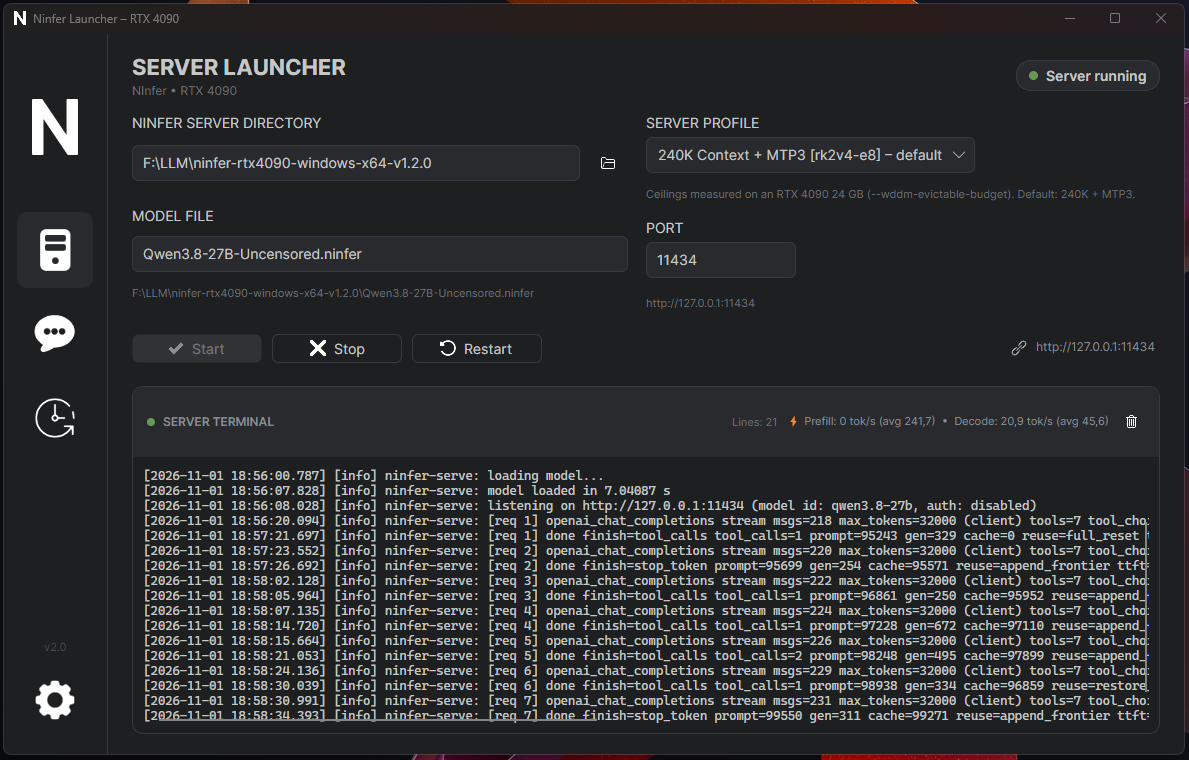 N Ninfer Launcher – RTX 4090
N
SERVER LAUNCHER
NInfer • RTX 4090
Server running
NINFER SERVER DIRECTORY
F:\LLM\ninfer-rtx4090-windows-x64-v1.2.0
SERVER PROFILE
240K Context + MTP3 [rk2v4-e8] – default
Ceilings measured on an RTX 4090 24 GB (--wddm-evictable-budget). Default: 240K + MTP3.
MODEL FILE
Qwen3.8-27B-Uncensored.ninfer
F:\LLM\ninfer-rtx4090-windows-x64-v1.2.0\Qwen3.8-27B-Uncensored.ninfer
PORT
11434
http://127.0.0.1:11434
Start
Stop
Restart
http://127.0.0.1:11434
SERVER TERMINAL
Lines: 21
Prefill: 0 tok/s (avg 241,7) • Decode: 20,9 tok/s (avg 45,6)
[2026-11-01 18:56:00.787] [info] ninfer-serve: loading model...
[2026-11-01 18:56:07.828] [info] ninfer-serve: model loaded in 7.04087 s
[2026-11-01 18:56:08.028] [info] ninfer-serve: listening on http://127.0.0.1:11434 (model id: qwen3.8-27b, auth: disabled)
[2026-11-01 18:56:20.094] [info] ninfer-serve: [req 1] openai_chat_completions stream msgs=218 max_tokens=32000 (client) tools=7 tool_cho
[2026-11-01 18:57:21.697] [info] ninfer-serve: [req 1] done finish=tool_calls tool_calls=1 prompt=95243 gen=329 cache=0 reuse=full_reset
[2026-11-01 18:57:23.552] [info] ninfer-serve: [req 2] openai_chat_completions stream msgs=220 max_tokens=32000 (client) tools=7 tool_cho
[2026-11-01 18:57:26.692] [info] ninfer-serve: [req 2] done finish=stop_token prompt=95699 gen=254 cache=95571 reuse=append_frontier ttft=
[2026-11-01 18:58:02.128] [info] ninfer-serve: [req 3] openai_chat_completions stream msgs=222 max_tokens=32000 (client) tools=7 tool_cho
[2026-11-01 18:58:05.964] [info] ninfer-serve: [req 3] done finish=tool_calls tool_calls=1 prompt=96861 gen=250 cache=95952 reuse=append_
[2026-11-01 18:58:07.135] [info] ninfer-serve: [req 4] openai_chat_completions stream msgs=224 max_tokens=32000 (client) tools=7 tool_cho
[2026-11-01 18:58:14.720] [info] ninfer-serve: [req 4] done finish=tool_calls tool_calls=1 prompt=97228 gen=672 cache=97110 reuse=append_
[2026-11-01 18:58:15.664] [info] ninfer-serve: [req 5] openai_chat_completions stream msgs=226 max_tokens=32000 (client) tools=7 tool_cho
[2026-11-01 18:58:21.053] [info] ninfer-serve: [req 5] done finish=tool_calls tool_calls=2 prompt=98248 gen=495 cache=97899 reuse=append_
[2026-11-01 18:58:24.136] [info] ninfer-serve: [req 6] openai_chat_completions stream msgs=229 max_tokens=32000 (client) tools=7 tool_cho
[2026-11-01 18:58:30.039] [info] ninfer-serve: [req 6] done finish=tool_calls tool_calls=1 prompt=98938 gen=334 cache=96859 reuse=restore
[2026-11-01 18:58:30.991] [info] ninfer-serve: [req 7] openai_chat_completions stream msgs=231 max_tokens=32000 (client) tools=7 tool_cho
[2026-11-01 18:58:34.393] [info] ninfer-serve: [req 7] done finish=stop_token prompt=99550 gen=311 cache=99271 reuse=append_frontier ttft=
v2.0